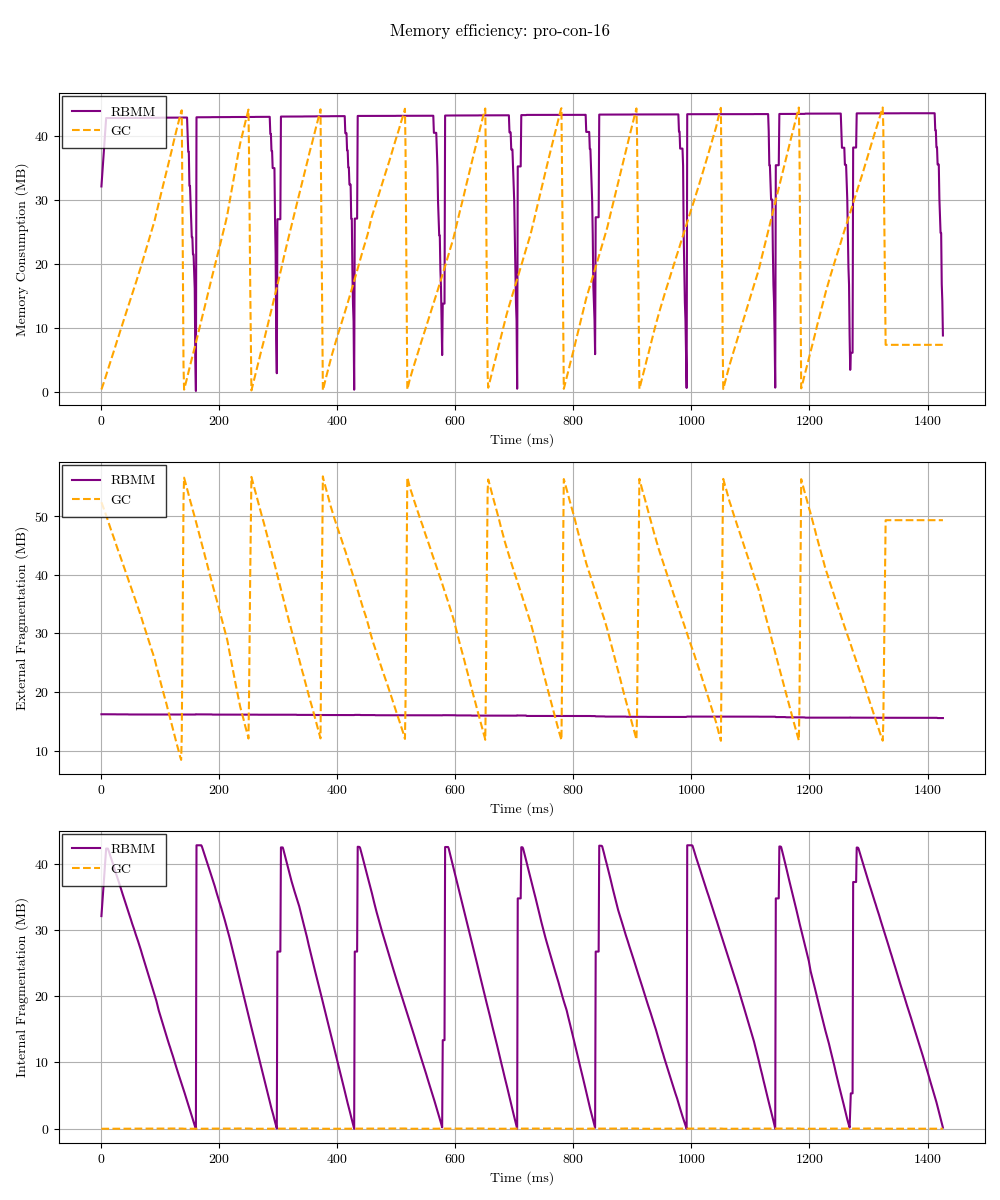 Memory efficiency: pro-con-16
RBMM
GC
Memory Consumption (MB)
40
30
20
10
0
0 200 400 600 800 1000 1200 1400
Time (ms)
RBMM
GC
External Fragmentation (MB)
50
40
30
20
10
0 200 400 600 800 1000 1200 1400
Time (ms)
RBMM
GC
Internal Fragmentation (MB)
40
30
20
10
0
0 200 400 600 800 1000 1200 1400
Time (ms)